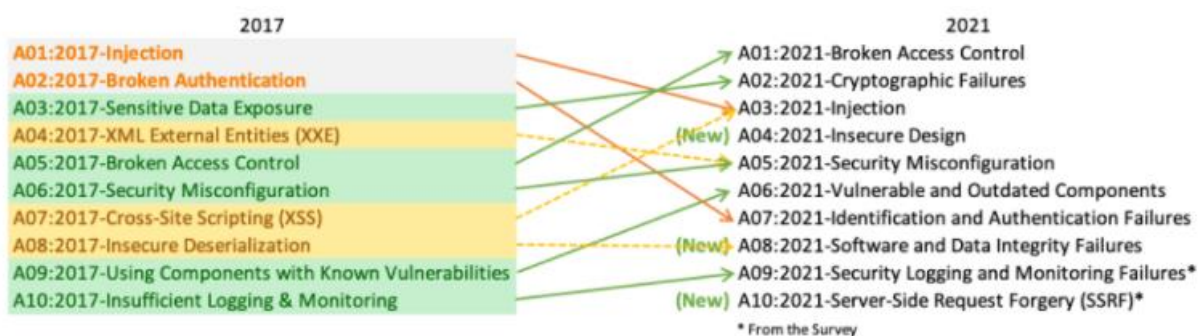 2017
A01:2017-Injection
A02:2017-Broken Authentication
A03:2017-Sensitive Data Exposure
A04:2017-XML External Entities (XXE)
A05:2017-Broken Access Control
A06:2017-Security Misconfiguration
A07:2017-Cross-Site Scripting (XSS)
A08:2017-Insecure Deserialization
A09:2017-Using Components with Known Vulnerabilities
A10:2017-Insufficient Logging & Monitoring
2021
A01:2021-Broken Access Control
A02:2021-Cryptographic Failures
A03:2021-Injection
(New) A04:2021-Insecure Design
A05:2021-Security Misconfiguration
A06:2021-Vulnerable and Outdated Components
A07:2021-Identification and Authentication Failures
(New) A08:2021-Software and Data Integrity Failures
A09:2021-Security Logging and Monitoring Failures*
(New) A10:2021-Server-Side Request Forgery (SSRF)*
* From the Survey